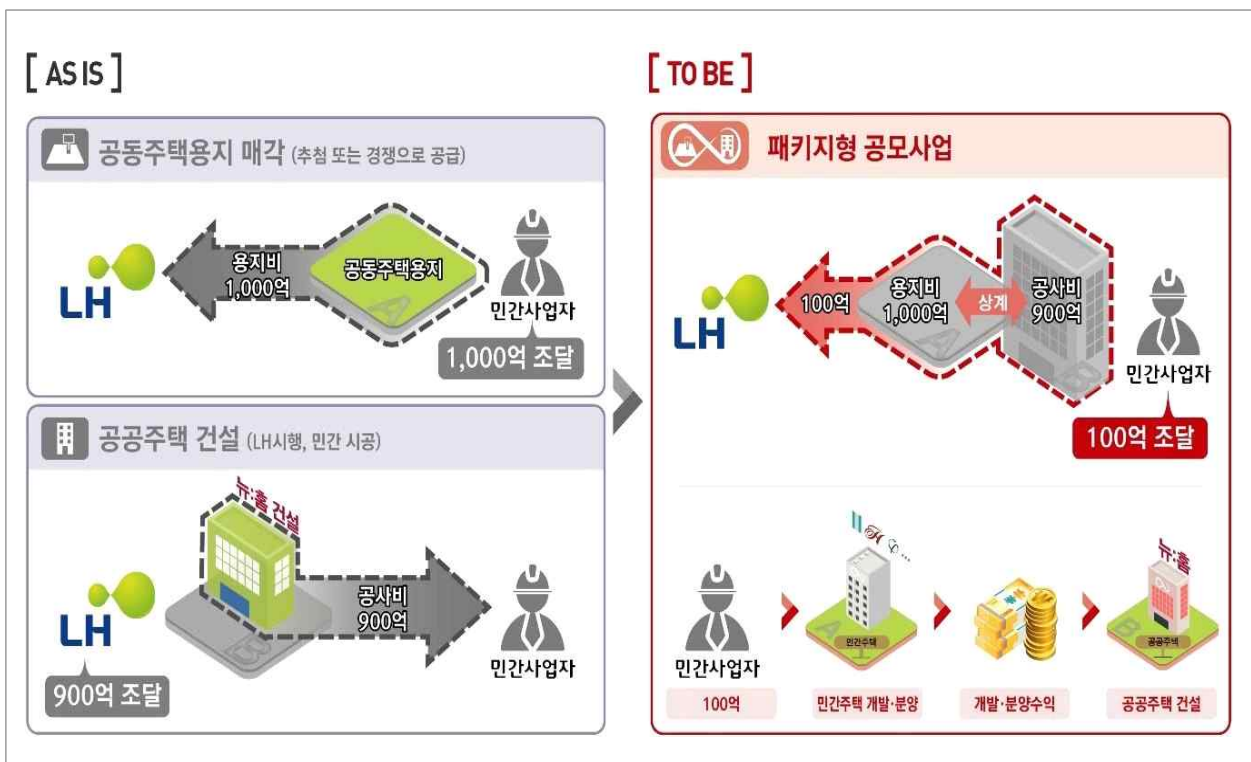 [ AS IS ]
공동주택용지 매각 (추첨 또는 경쟁으로 공급)
LH
용지비
1,000억
공동주택용지
A
민간사업자
1,000억 조달
공공주택 건설 (LH시행, 민간 시공)
뉴:홈 건설
LH
공사비
900억
B
민간사업자
900억 조달
[ TO BE ]
패키지형 공모사업
LH
100억
용지비
1,000억
상계
공사비
900억
A
B
민간사업자
100억 조달
민간사업자
A
민간주택
뉴:홈
B
공공주택
100억
민간주택 개발·분양
개발·분양수익
공공주택 건설